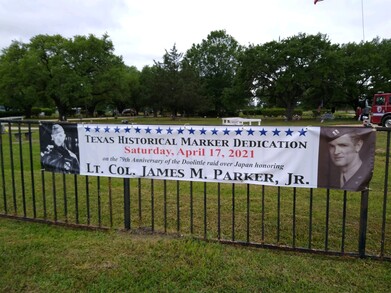 Texas Historical Marker Dedication
Saturday, April 17, 2021
on the 79th Anniversary of the Doolittle raid over Japan honoring
Lt. Col. James M. Parker, Jr.